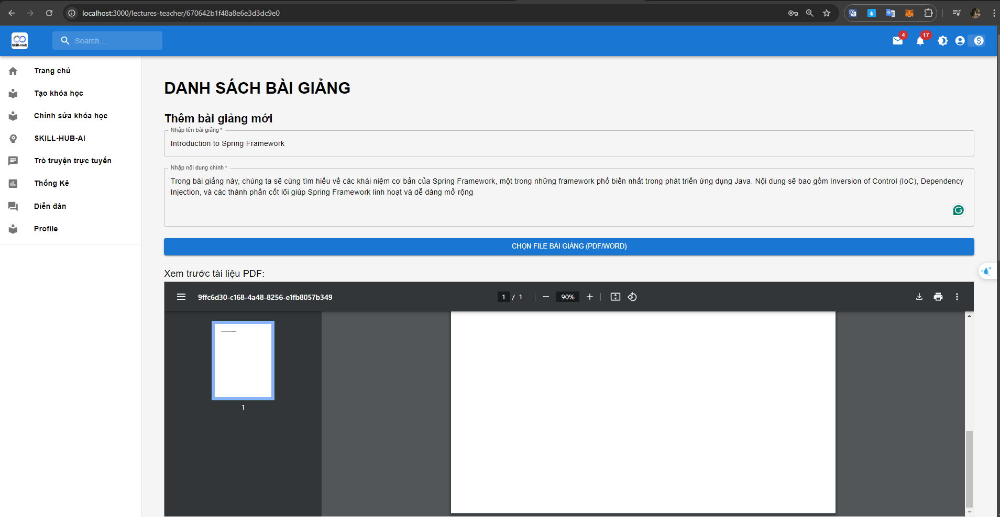 localhost:3000/lectures-teacher/670642b1f48a8e6e3d3dc9e0
Skill-Hub
Search...
4
17
Trang chủ
Tạo khóa học
Chỉnh sửa khóa học
SKILL-HUB-AI
Trò truyện trực tuyến
Thống Kê
Diễn đàn
Profile
DANH SÁCH BÀI GIẢNG
Thêm bài giảng mới
Nhập tên bài giảng *
Introduction to Spring Framework
Nhập nội dung chính *
Trong bài giảng này, chúng ta sẽ cùng tìm hiểu về các khái niệm cơ bản của Spring Framework, một trong những framework phổ biến nhất trong phát triển ứng dụng Java. Nội dung sẽ bao gồm Inversion of Control (IoC), Dependency
Injection, và các thành phần cốt lõi giúp Spring Framework linh hoạt và dễ dàng mở rộng
CHỌN FILE BÀI GIẢNG (PDF/WORD)
Xem trước tài liệu PDF:
9ffc6d30-c168-4a48-8256-e1fb8057b349
1 / 1
90%
1